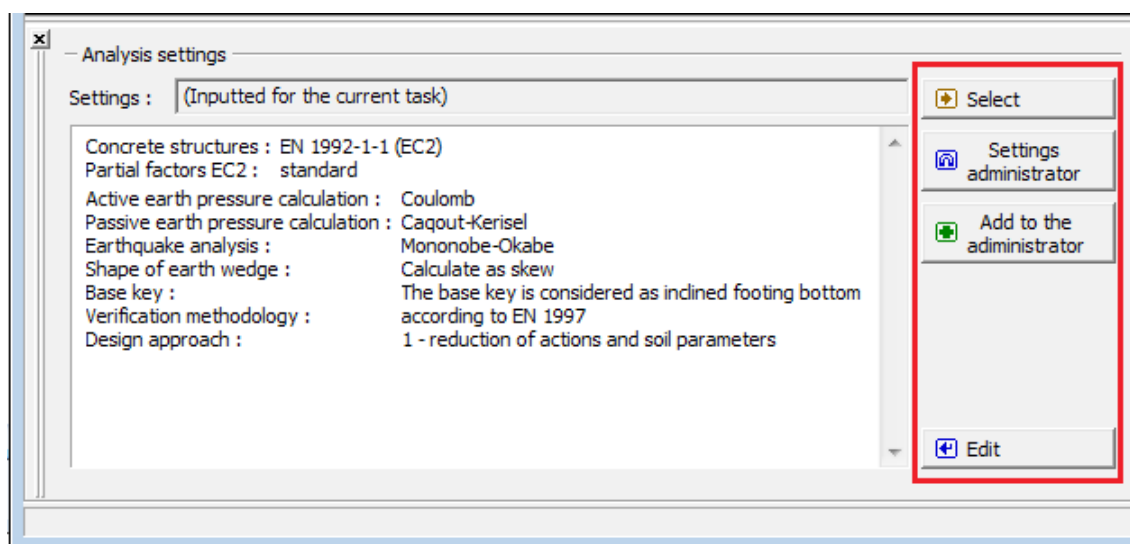 Analysis settings
Settings : (Inputted for the current task)
Select
Concrete structures : EN 1992-1-1 (EC2)
Partial factors EC2 : standard
Active earth pressure calculation : Coulomb
Passive earth pressure calculation : Caqout-Kerisel
Earthquake analysis : Mononobe-Okabe
Shape of earth wedge : Calculate as skew
Base key : The base key is considered as inclined footing bottom
Verification methodology : according to EN 1997
Design approach : 1 - reduction of actions and soil parameters
Settings
administrator
Add to the
adiministrator
Edit